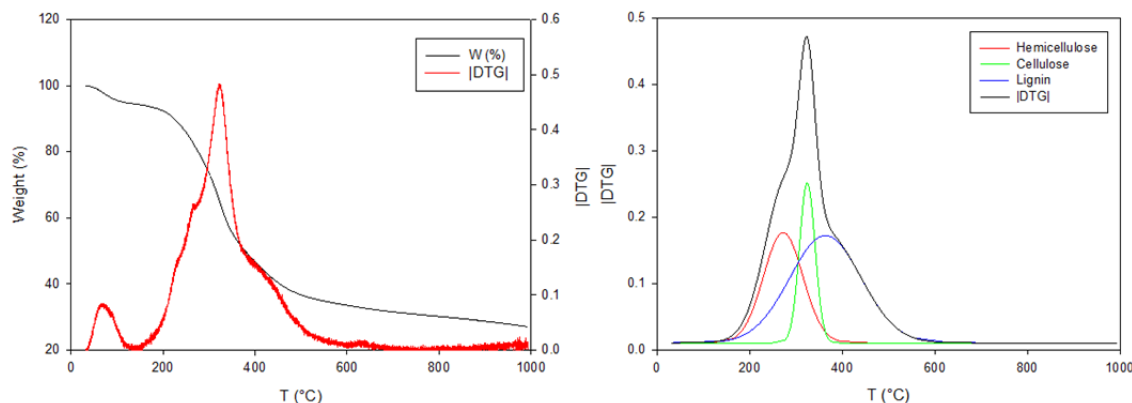 120
100
80
60
40
20
Weight (%)
0.6
0.5
0.4
0.3
0.2
0.1
0.0
|DTG|
W (%)
|DTG|
0 200 400 600 800 1000
T (°C)
0.5
0.4
0.3
0.2
0.1
0.0
|DTG|
Hemicellulose
Cellulose
Lignin
|DTG|
0 200 400 600 800 1000
T (°C)